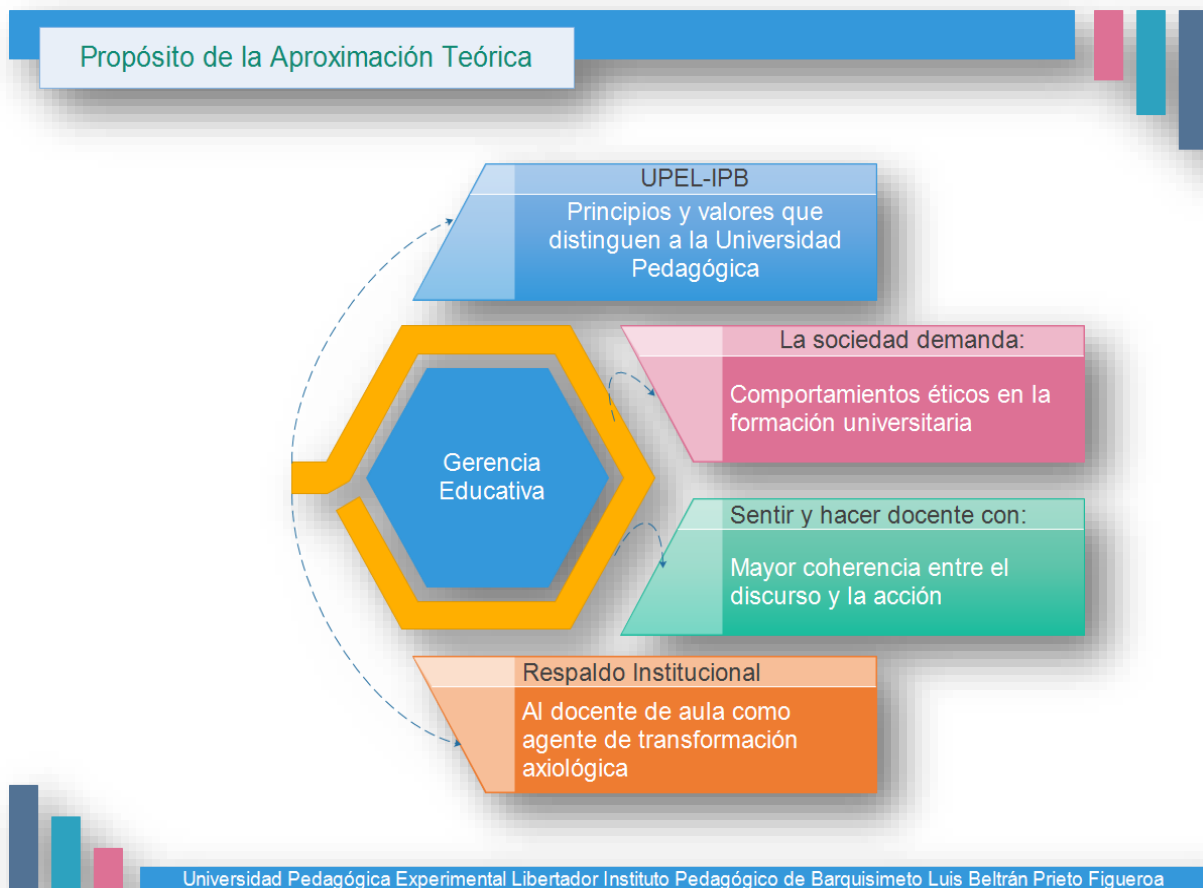 Propósito de la Aproximación Teórica
UPEL-IPB
Principios y valores que
distinguen a la Universidad
Pedagógica
La sociedad demanda:
Comportamientos éticos en la
formación universitaria
Gerencia
Educativa
Sentir y hacer docente con:
Mayor coherencia entre el
discurso y la acción
Respaldo Institucional
Al docente de aula como
agente de transformación
axiológica
Universidad Pedagógica Experimental Libertador Instituto Pedagógico de Barquisimeto Luis Beltrán Prieto Figueroa